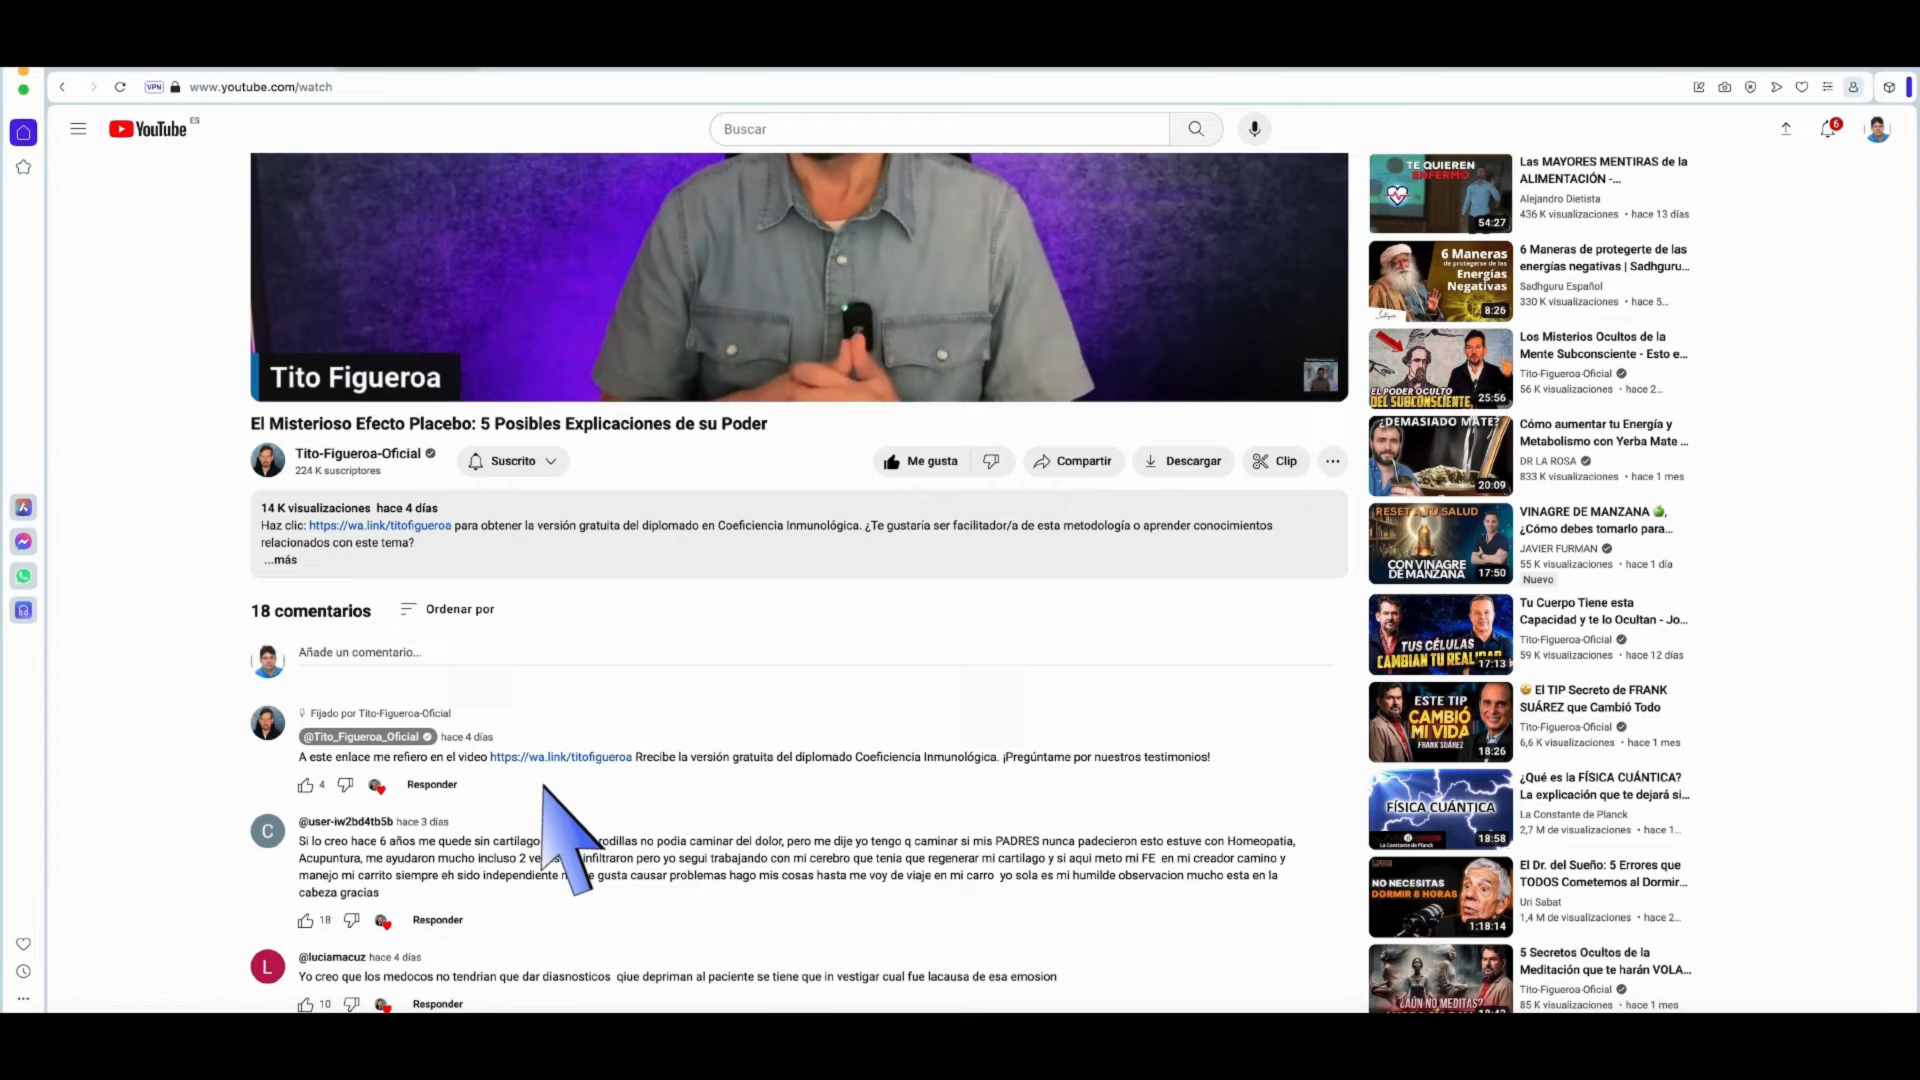 VPN
www.youtube.com/watch
YouTube ES
Buscar
6
Tito Figueroa
El Misterioso Efecto Placebo: 5 Posibles Explicaciones de su Poder
Tito-Figueroa-Oficial
224 K suscriptores
Suscrito
Me gusta
Compartir
Descargar
Clip
14 K visualizaciones hace 4 días
Haz clic: https://wa.link/titofigueroa para obtener la versión gratuita del diplomado en Coeficiencia Inmunológica. ¿Te gustaría ser facilitador/a de esta metodología o aprender conocimientos
relacionados con este tema?
...más
18 comentarios
Ordenar por
Añade un comentario...
Fijado por Tito-Figueroa-Oficial
@Tito_Figueroa_Oficial hace 4 días
A este enlace me refiero en el video https://wa.link/titofigueroa Rrecibe la versión gratuita del diplomado Coeficiencia Inmunológica. ¡Pregúntame por nuestros testimonios!
4
Responder
C
@user-iw2bd4tb5b hace 3 días
Si lo creo hace 6 años me quede sin cartilago rodillas no podia caminar del dolor, pero me dije yo tengo q caminar si mis PADRES nunca padecieron esto estuve con Homeopatia,
Acupuntura, me ayudaron mucho incluso 2 infiltraron pero yo segui trabajando con mi cerebro que tenia que regenerar mi cartilago y si aqui meto mi FE en mi creador camino y
manejo mi carrito siempre eh sido independiente gusta causar problemas hago mis cosas hasta me voy de viaje en mi carro yo sola es mi humilde observacion mucho esta en la
cabeza gracias
18
Responder
L
@luciamacuz hace 4 días
Yo creo que los medocos no tendrian que dar diasnosticos qiue depriman al paciente se tiene que in vestigar cual fue lacausa de esa emosion
10
Responder
TE QUIEREN
ENFERMO
54:27
Las MAYORES MENTIRAS de la
ALIMENTACIÓN -...
Alejandro Dietista
436 K visualizaciones • hace 13 días
6 Maneras
de protegerse de las
Energías
Negativas
8:26
6 Maneras de protegerte de las
energías negativas | Sadhguru...
Sadhguru Español
330 K visualizaciones • hace 5...
EL PODER OCULTO
DEL SUBCONSCIENTE
25:56
Los Misterios Ocultos de la
Mente Subconsciente - Esto e...
Tito-Figueroa-Oficial
56 K visualizaciones • hace 2...
¿DEMASIADO MATE?
20:09
Cómo aumentar tu Energía y
Metabolismo con Yerba Mate ...
DR LA ROSA
833 K visualizaciones • hace 1 mes
RESET A TU SALUD
CON VINAGRE
DE MANZANA
17:50
VINAGRE DE MANZANA 🍏,
¿Cómo debes tomarlo para...
JAVIER FURMAN
55 K visualizaciones • hace 1 día
Nuevo
TUS CÉLULAS
CAMBIAN TU
17:13
Tu Cuerpo Tiene esta
Capacidad y te lo Ocultan - Jo...
Tito-Figueroa-Oficial
59 K visualizaciones • hace 12 días
ESTE TIP
CAMBIÓ
MI VIDA
FRANK SUÁREZ
18:26
🤩 El TIP Secreto de FRANK
SUÁREZ que Cambió Todo
Tito-Figueroa-Oficial
6,6 K visualizaciones • hace 1 mes
FÍSICA CUÁNTICA
La Constante de Planck
18:58
¿Qué es la FÍSICA CUÁNTICA?
La explicación que te dejará si...
La Constante de Planck
2,7 M de visualizaciones • hace 1...
NO NECESITAS
DORMIR 8 HORAS
1:18:14
El Dr. del Sueño: 5 Errores que
TODOS Cometemos al Dormir...
Uri Sabat
1,4 M de visualizaciones • hace 2...
¿AÚN NO MEDITAS?
5 Secretos Ocultos de la
Meditación que te harán VOLA...
Tito-Figueroa-Oficial
85 K visualizaciones • hace 1 mes